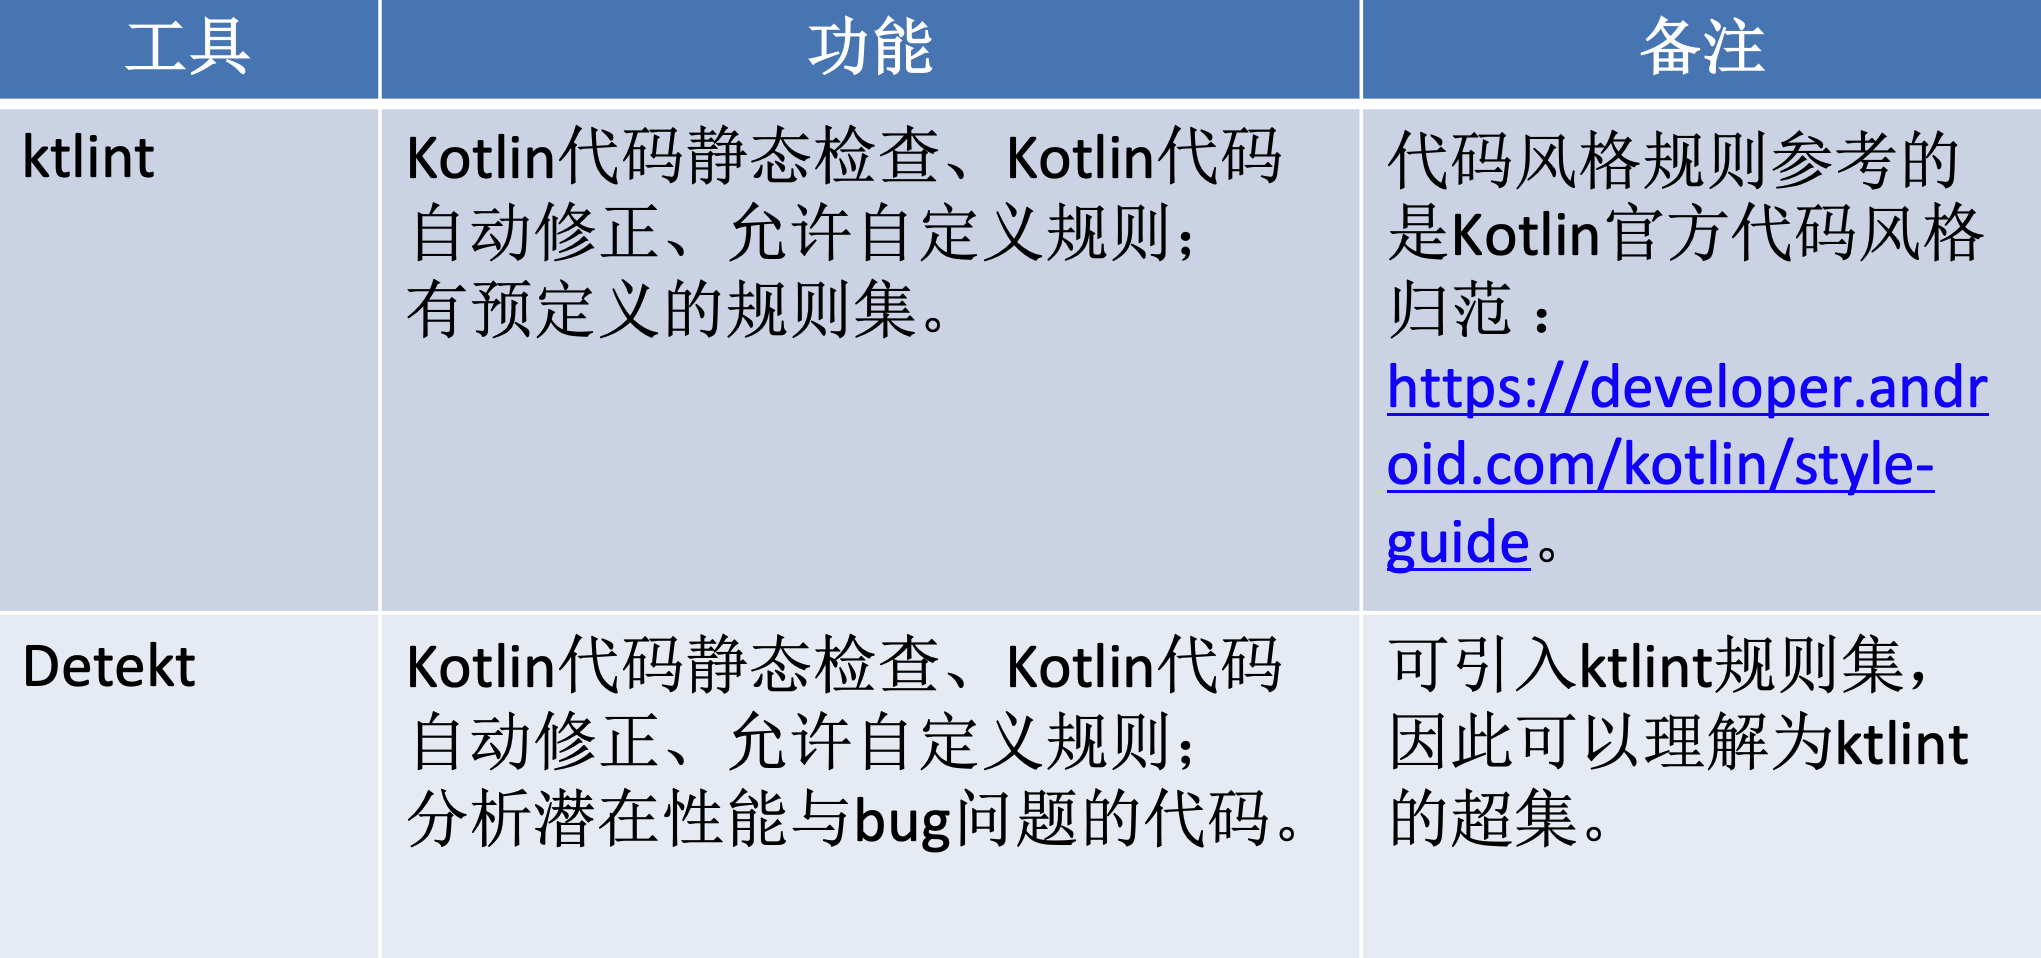 工具
功能
备注
ktlint
Kotlin代码静态检查、Kotlin代码
自动修正、允许自定义规则；
有预定义的规则集。
代码风格规则参考的
是Kotlin官方代码风格
归范：
https://developer.andr
oid.com/kotlin/style-
guide。
Detekt
Kotlin代码静态检查、Kotlin代码
自动修正、允许自定义规则；
分析潜在性能与bug问题的代码。
可引入ktlint规则集，
因此可以理解为ktlint
的超集。